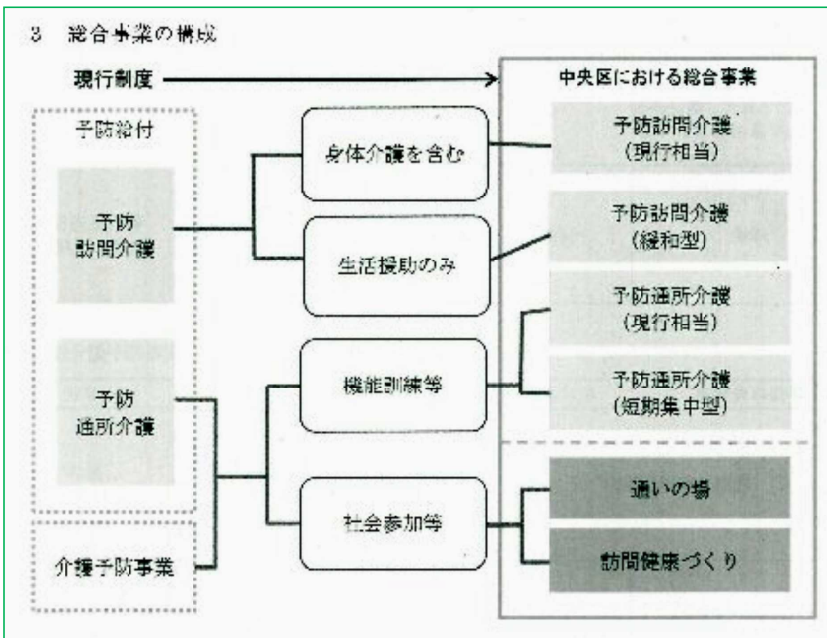 3 総合事業の構成
現行制度
中央区における総合事業
予防給付
予防
訪問介護
予防
通所介護
介護予防事業
身体介護を含む
生活援助のみ
機能訓練等
社会参加等
予防訪問介護
(現行相当)
予防訪問介護
(緩和型)
予防通所介護
(現行相当)
予防通所介護
(短期集中型)
通いの場
訪問健康づくり